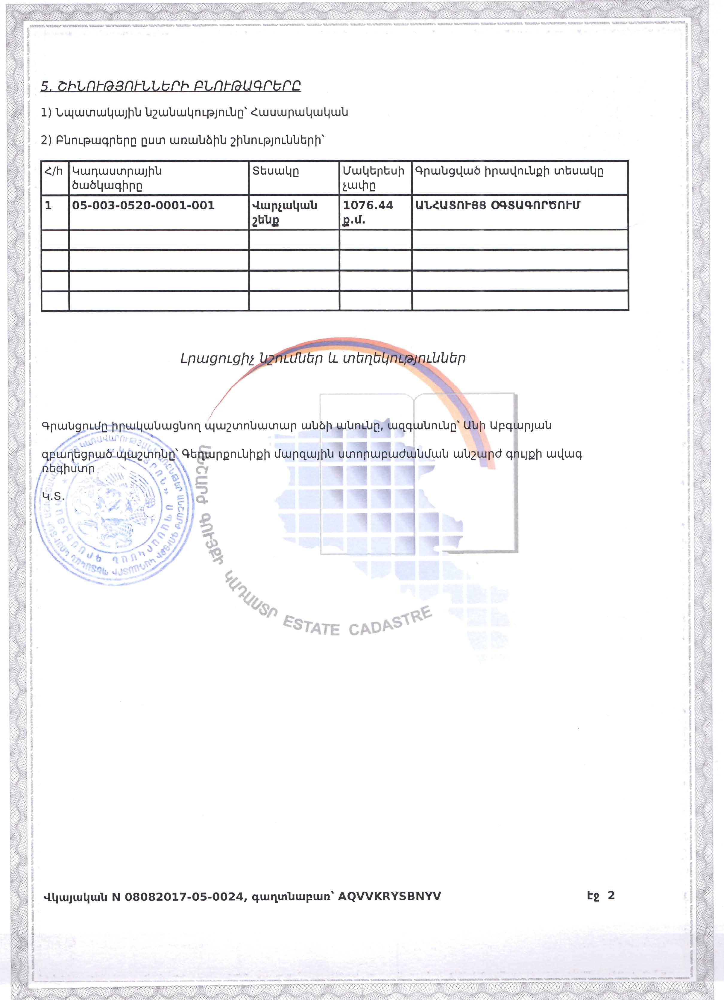 5. ՇԻՆՈՒԹՅՈՒՆՆԵՐԻ ԲՆՈՒԹԱԳՐԵՐԸ
1) Նպատակային նշանակությունը՝ Հասարակական
2) Բնութագրերը ըստ առանձին շինությունների՝
Հ/հ Կադաստրային ծածկագիրը Տեսակը Մակերեսի չափը Գրանցված իրավունքի տեսակը
1 05-003-0520-0001-001 Վարչական շենք 1076.44 ք.մ. ԱՆՀԱՏՈՒՅՑ ՕԳՏԱԳՈՐԾՈՒՄ
Լրացուցիչ նշումներ և տեղեկություններ
Գրանցումը իրականացնող պաշտոնատար անձի անունը, ազգանունը՝ Անի Աբգարյան
զբաղեցրած պաշտոնը՝ Գեղարքունիքի մարզային ստորաբաժանման անշարժ գույքի ավագ
ռեգիստր
Կ.Տ.
ԱՆՇԱՐԺ ԳՈՒՅՔԻ ԿԱԴԱՍՏՐ ESTATE CADASTRE
Վկայական N 08082017-05-0024, գաղտնաբառ՝ AQVVKRYSBNYV
Էջ 2